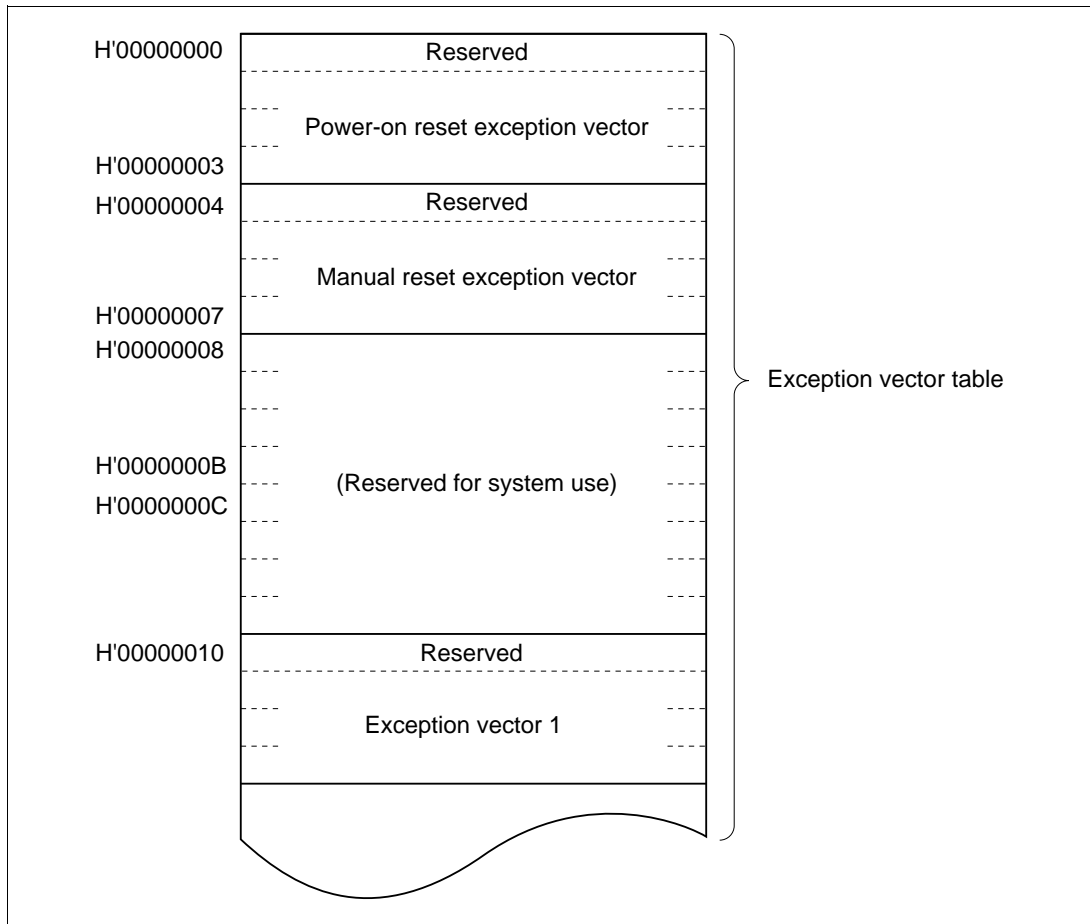 H'00000000
Reserved
Power-on reset exception vector
H'00000003
H'00000004
Reserved
Manual reset exception vector
H'00000007
H'00000008
Exception vector table
H'0000000B
(Reserved for system use)
H'0000000C
H'00000010
Reserved
Exception vector 1